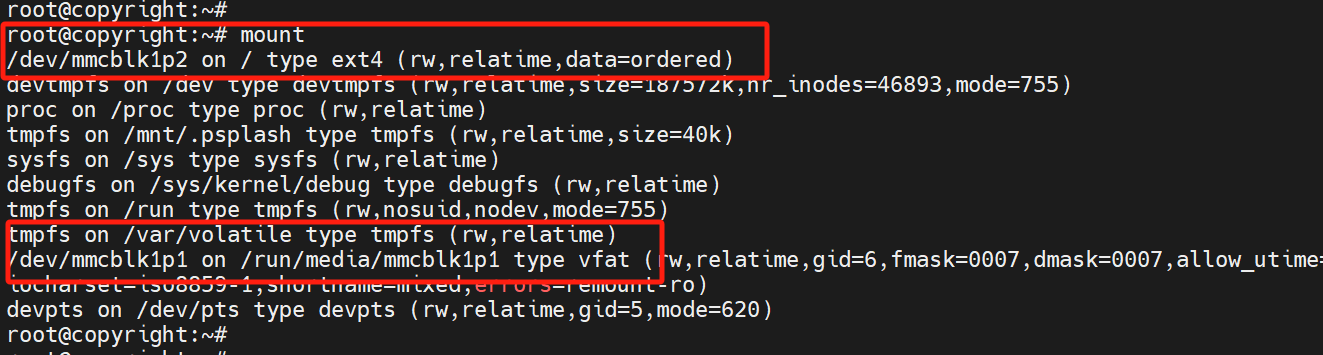 root@copyright:~#
root@copyright:~# mount
/dev/mmcblk1p2 on / type ext4 (rw,relatime,data=ordered)
devtmpfs on /dev type devtmpfs (rw,relatime,size=187572k,nr_inodes=46893,mode=755)
proc on /proc type proc (rw,relatime)
tmpfs on /mnt/.psplash type tmpfs (rw,relatime,size=40k)
sysfs on /sys type sysfs (rw,relatime)
debugfs on /sys/kernel/debug type debugfs (rw,relatime)
tmpfs on /run type tmpfs (rw,nosuid,nodev,mode=755)
tmpfs on /var/volatile type tmpfs (rw,relatime)
/dev/mmcblk1p1 on /run/media/mmcblk1p1 type vfat (rw,relatime,gid=6,fmask=0007,dmask=0007,allow_utime=
iocharset=iso8859-1,shortname=mixed,errors=remount-ro)
devpts on /dev/pts type devpts (rw,relatime,gid=5,mode=620)
root@copyright:~#
root@copyright:~#